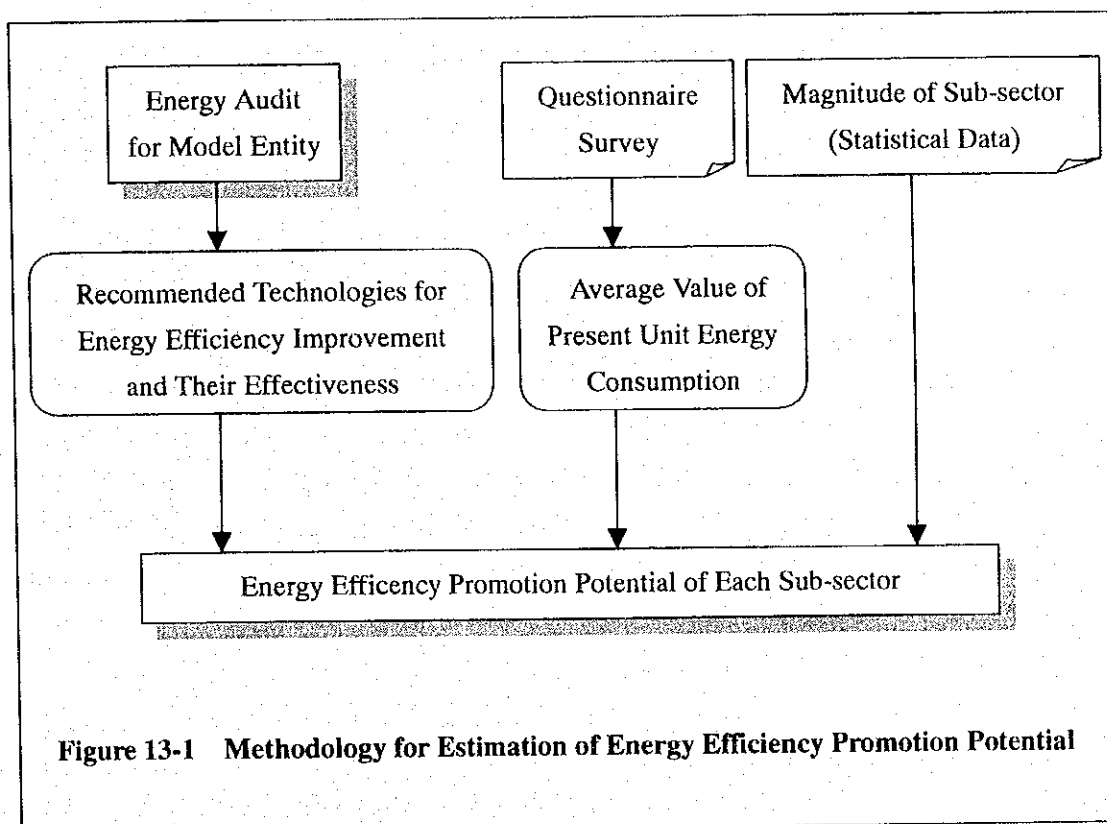 Energy Audit
for Model Entity
Questionnaire
Survey
Magnitude of Sub-sector
(Statistical Data)
Recommended Technologies for
Energy Efficiency Improvement
and Their Effectiveness
Average Value of
Present Unit Energy
Consumption
Energy Efficency Promotion Potential of Each Sub-sector
Figure 13-1 Methodology for Estimation of Energy Efficiency Promotion Potential